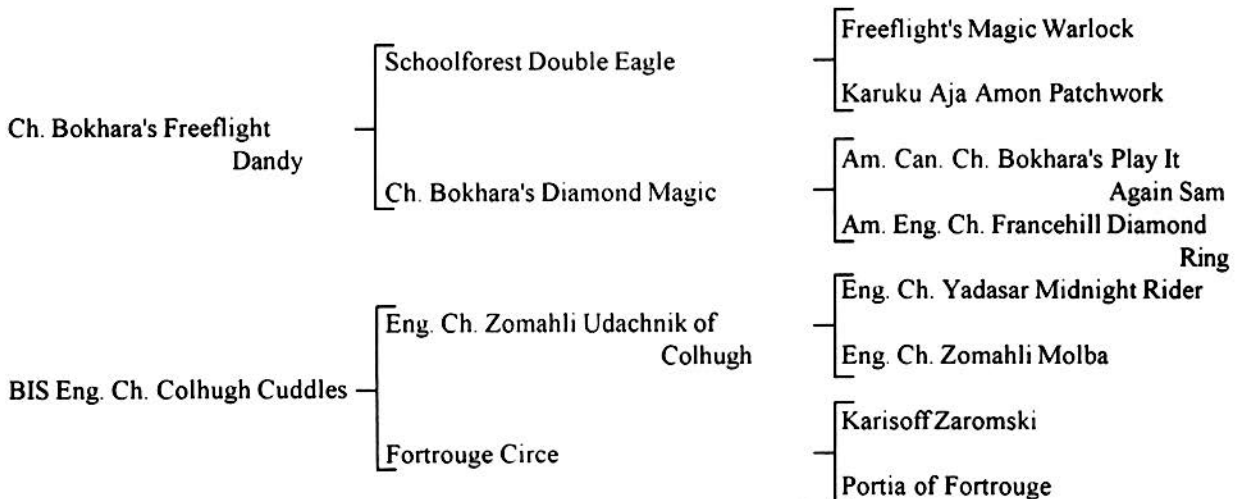 Freeflight's Magic Warlock
Schoolforest Double Eagle
Karuku Aja Amon Patchwork
Ch. Bokhara's Freeflight
Dandy
Am. Can. Ch. Bokhara's Play It
Again Sam
Ch. Bokhara's Diamond Magic
Am. Eng. Ch. Francehill Diamond
Ring
Eng. Ch. Yadasar Midnight Rider
Eng. Ch. Zomahli Udachnik of
Colhugh
Eng. Ch. Zomahli Molba
BIS Eng. Ch. Colhugh Cuddles
Karisoff Zaromski
Fortrouge Circe
Portia of Fortrouge